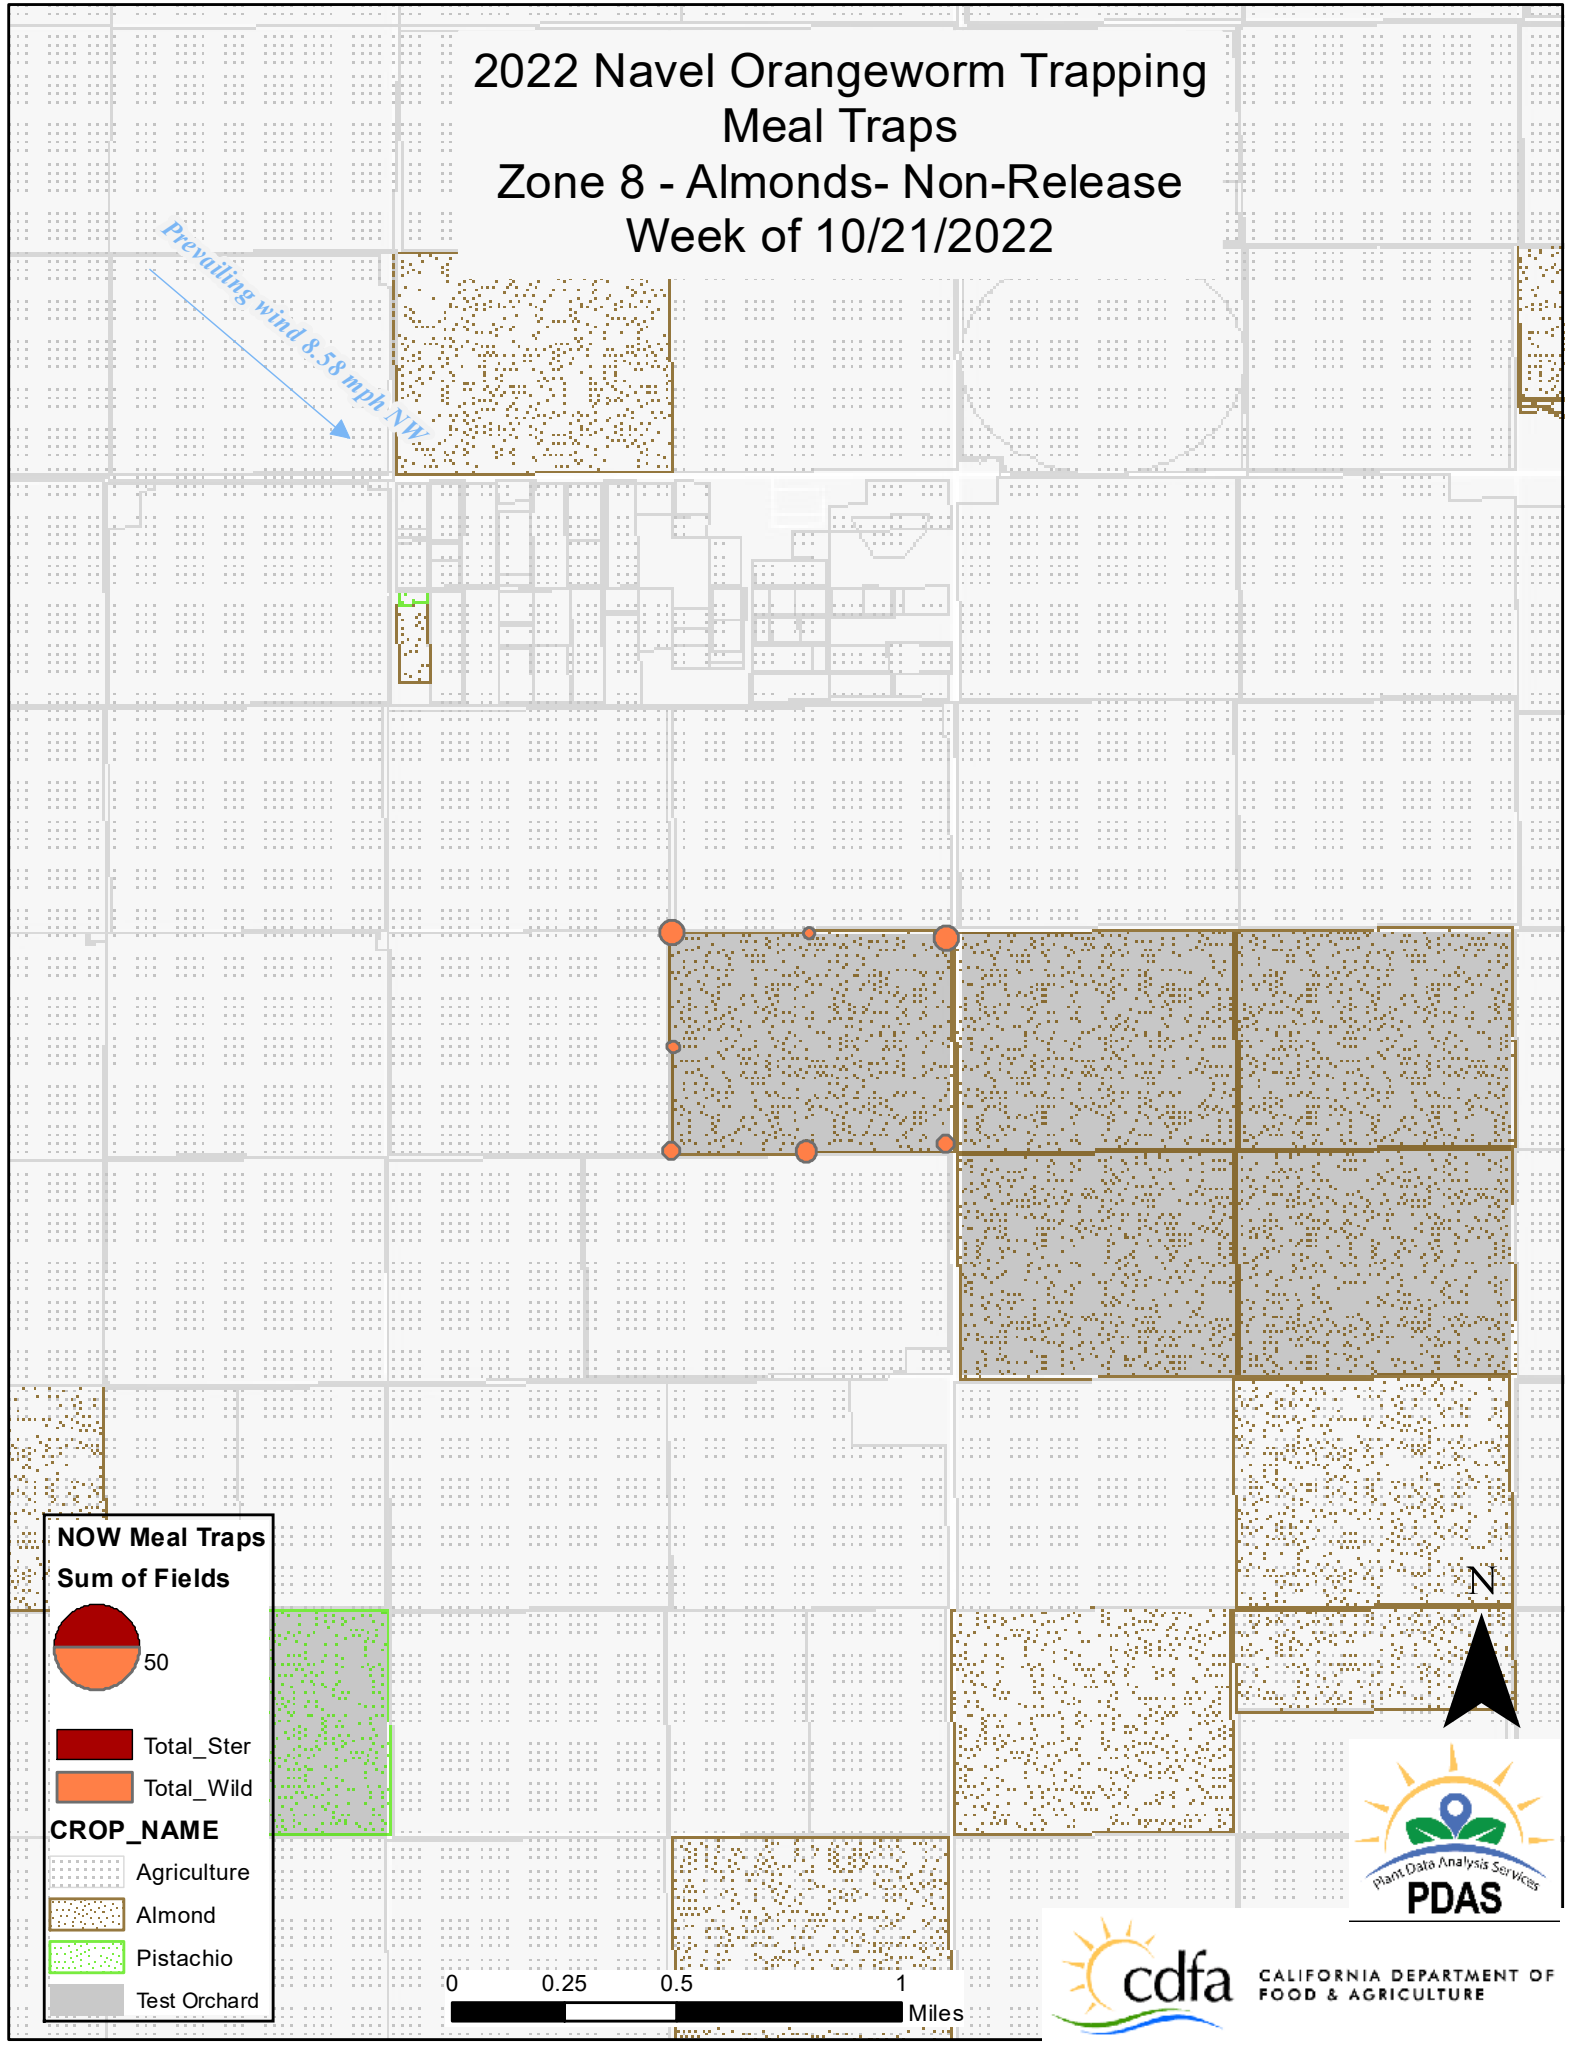 2022 Navel Orangeworm Trapping
Meal Traps
Zone 8 - Almonds- Non-Release
Week of 10/21/2022
Prevailing wind 8.58 mph NW
N
NOW Meal Traps
Sum of Fields
50
Total_Ster
Total_Wild
CROP_NAME
Agriculture
Almond
Pistachio
Test Orchard
0 0.25 0.5 1
Miles
Plant Data Analysis Services
PDAS
cdfa
CALIFORNIA DEPARTMENT OF
FOOD & AGRICULTURE